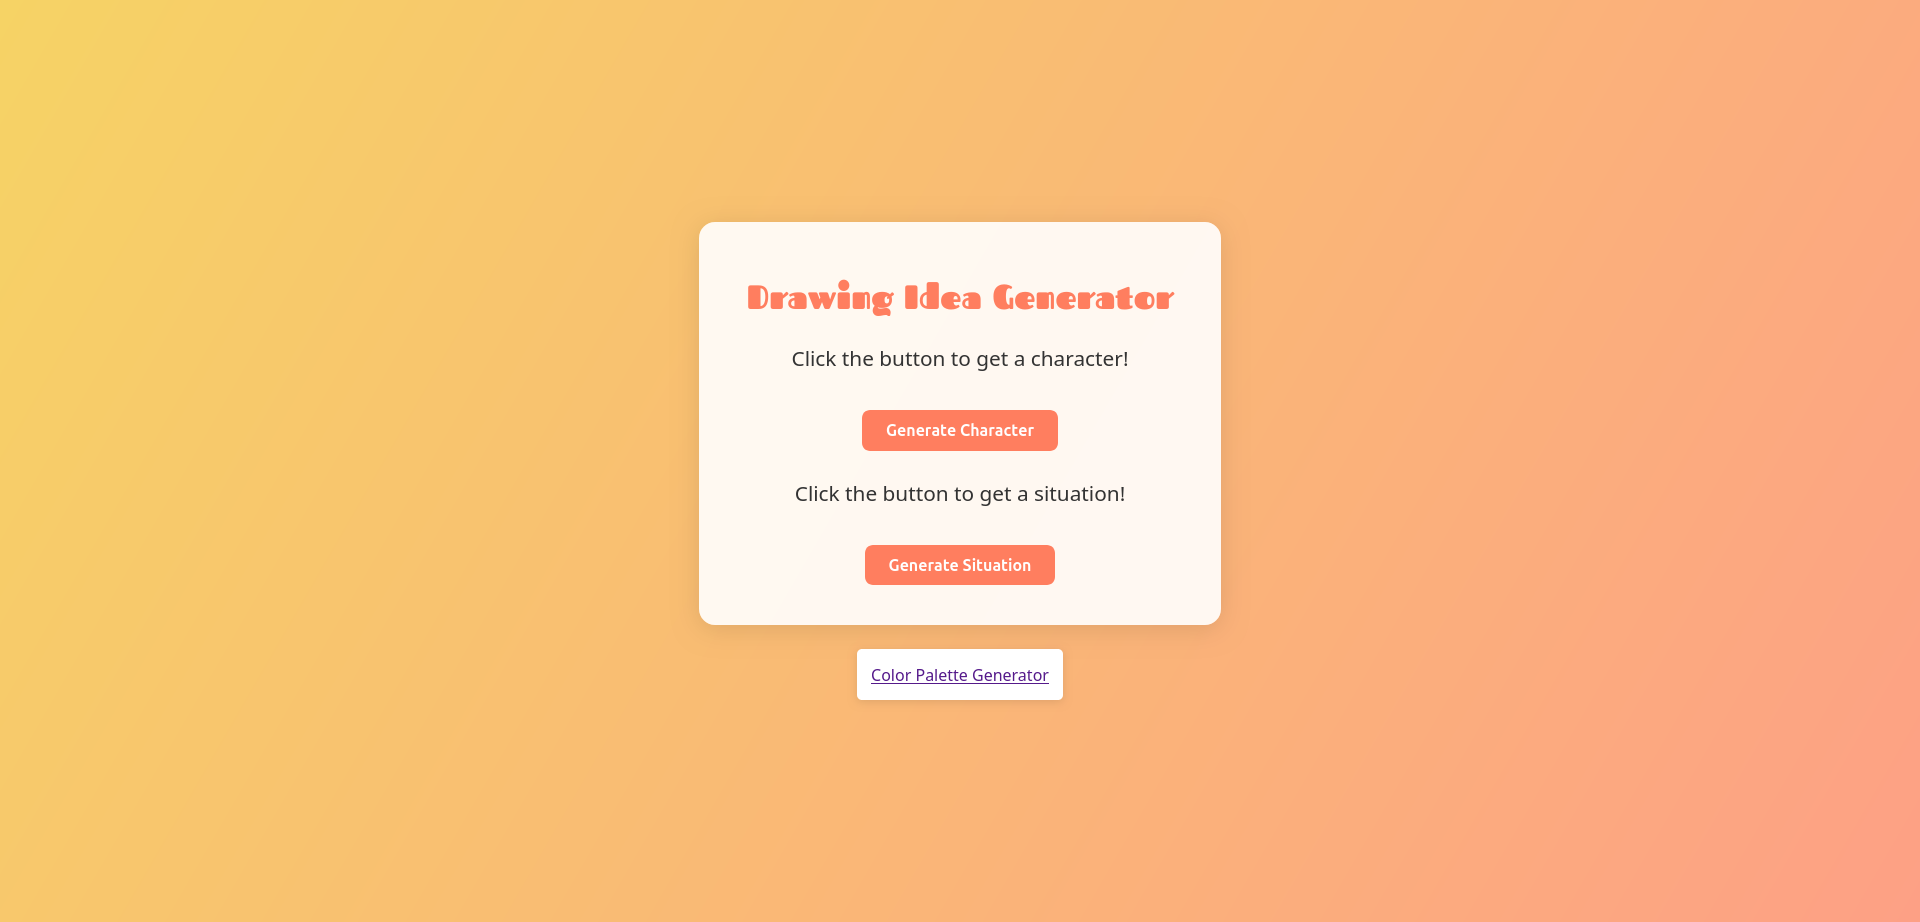 Drawing Idea Generator
Click the button to get a character!
Generate Character
Click the button to get a situation!
Generate Situation
Color Palette Generator